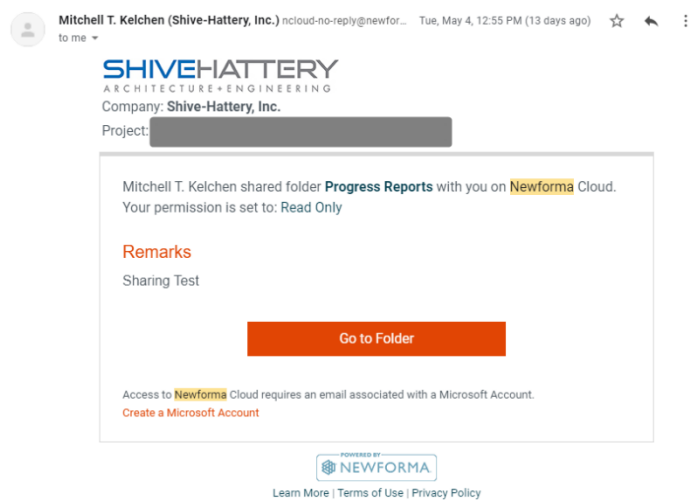 Mitchell T. Kelchen (Shive-Hattery, Inc.) ncloud-no-reply@newfor... Tue, May 4, 12:55 PM (13 days ago)
to me
SHIVEHATTERY
ARCHITECTURE+ENGINEERING
Company: Shive-Hattery, Inc.
Project:
Mitchell T. Kelchen shared folder Progress Reports with you on Newforma Cloud.
Your permission is set to: Read Only
Remarks
Sharing Test
Go to Folder
Access to Newforma Cloud requires an email associated with a Microsoft Account.
Create a Microsoft Account
POWERED BY
NEWFORMA
Learn More | Terms of Use | Privacy Policy